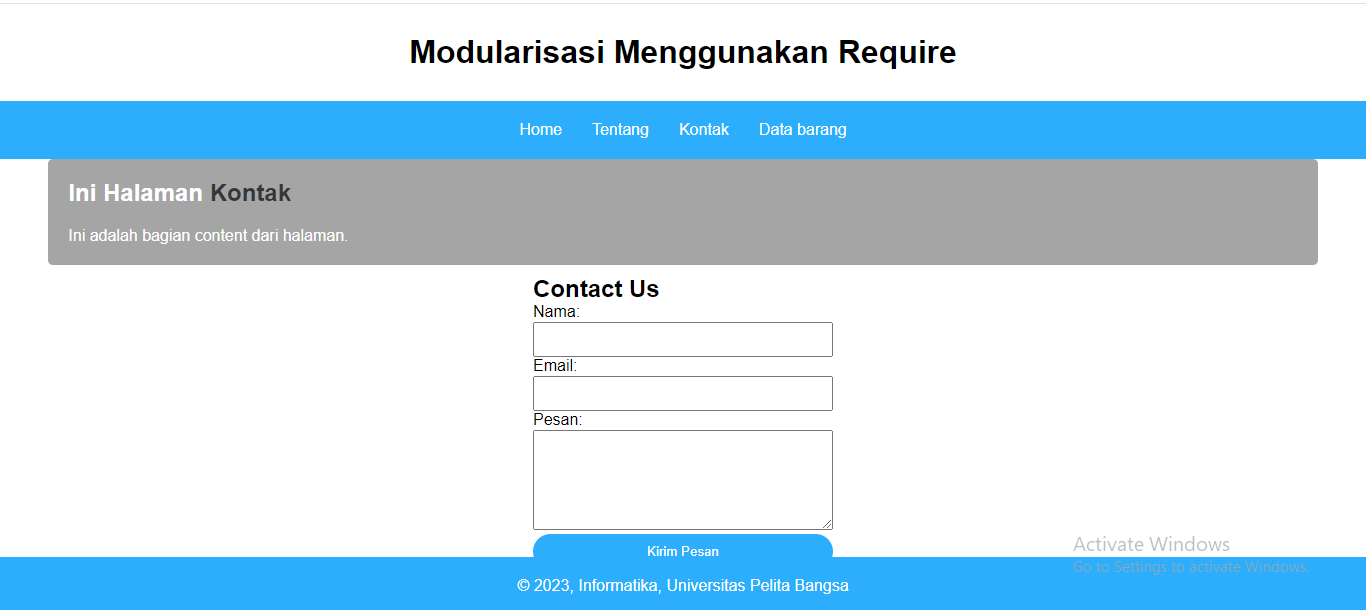 Modularisasi Menggunakan Require
Home Tentang Kontak Data barang
Ini Halaman Kontak
Ini adalah bagian content dari halaman.
Contact Us
Nama:
Email:
Pesan:
Kirim Pesan
Activate Windows
Go to Settings to activate Windows.
© 2023, Informatika, Universitas Pelita Bangsa